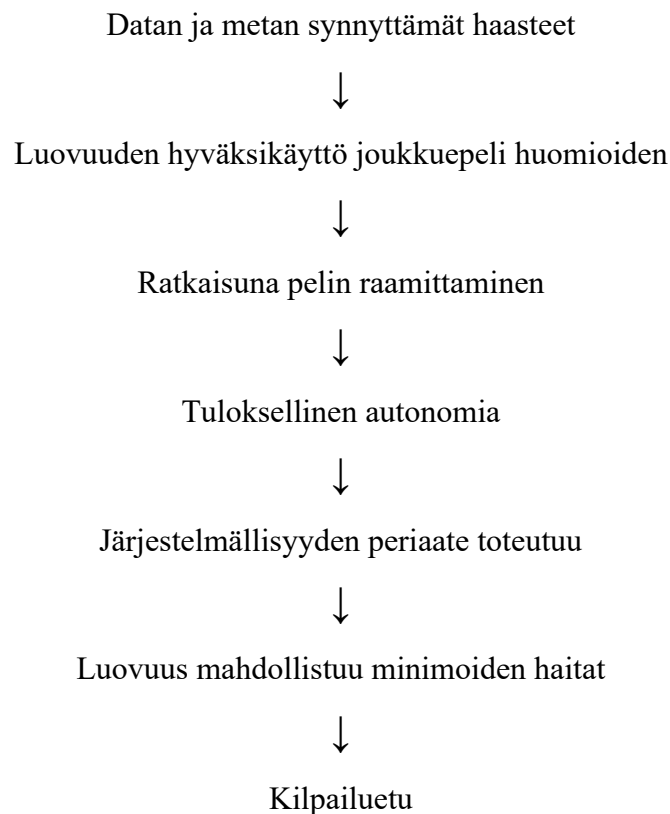 Datan ja metan synnyttämät haasteet
↓
Luovuuden hyväksikäyttö joukkuepeli huomioiden
↓
Ratkaisuna pelin raamittaminen
↓
Tuloksellinen autonomia
↓
Järjestelmällisyyden periaate toteutuu
↓
Luovuus mahdollistuu minimoiden haitat
↓
Kilpailuetu